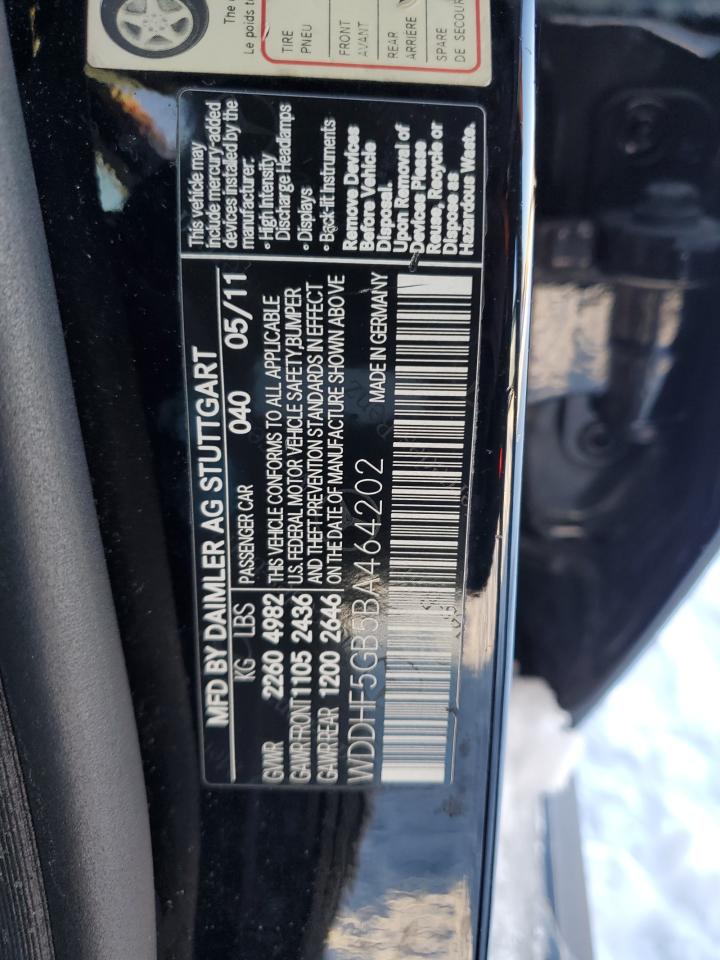 MFD BY DAIMLER AG STUTTGART
KG LBS PASSENGER CAR 040 05/11
GVWR 2260 4982
GAWR FRONT 1105 2436
GAWR REAR 1200 2646
THIS VEHICLE CONFORMS TO ALL APPLICABLE
U.S. FEDERAL MOTOR VEHICLE SAFETY, BUMPER
AND THEFT PREVENTION STANDARDS IN EFFECT
ON THE DATE OF MANUFACTURE SHOWN ABOVE
WDDHF5GB5BA464202
MADE IN GERMANY
This vehicle may
include mercury-added
devices installed by the
manufacturer:
• High Intensity
Discharge Headlamps
• Displays
• Back-lit Instruments
Remove Devices
Before Vehicle
Disposal.
Upon Removal of
Devices Please
Reuse, Recycle or
Dispose as
Hazardous Waste.
The
Le poids t
TIRE
PNEU
FRONT
AVANT
REAR
ARRIÈRE
SPARE
DE SECOUR